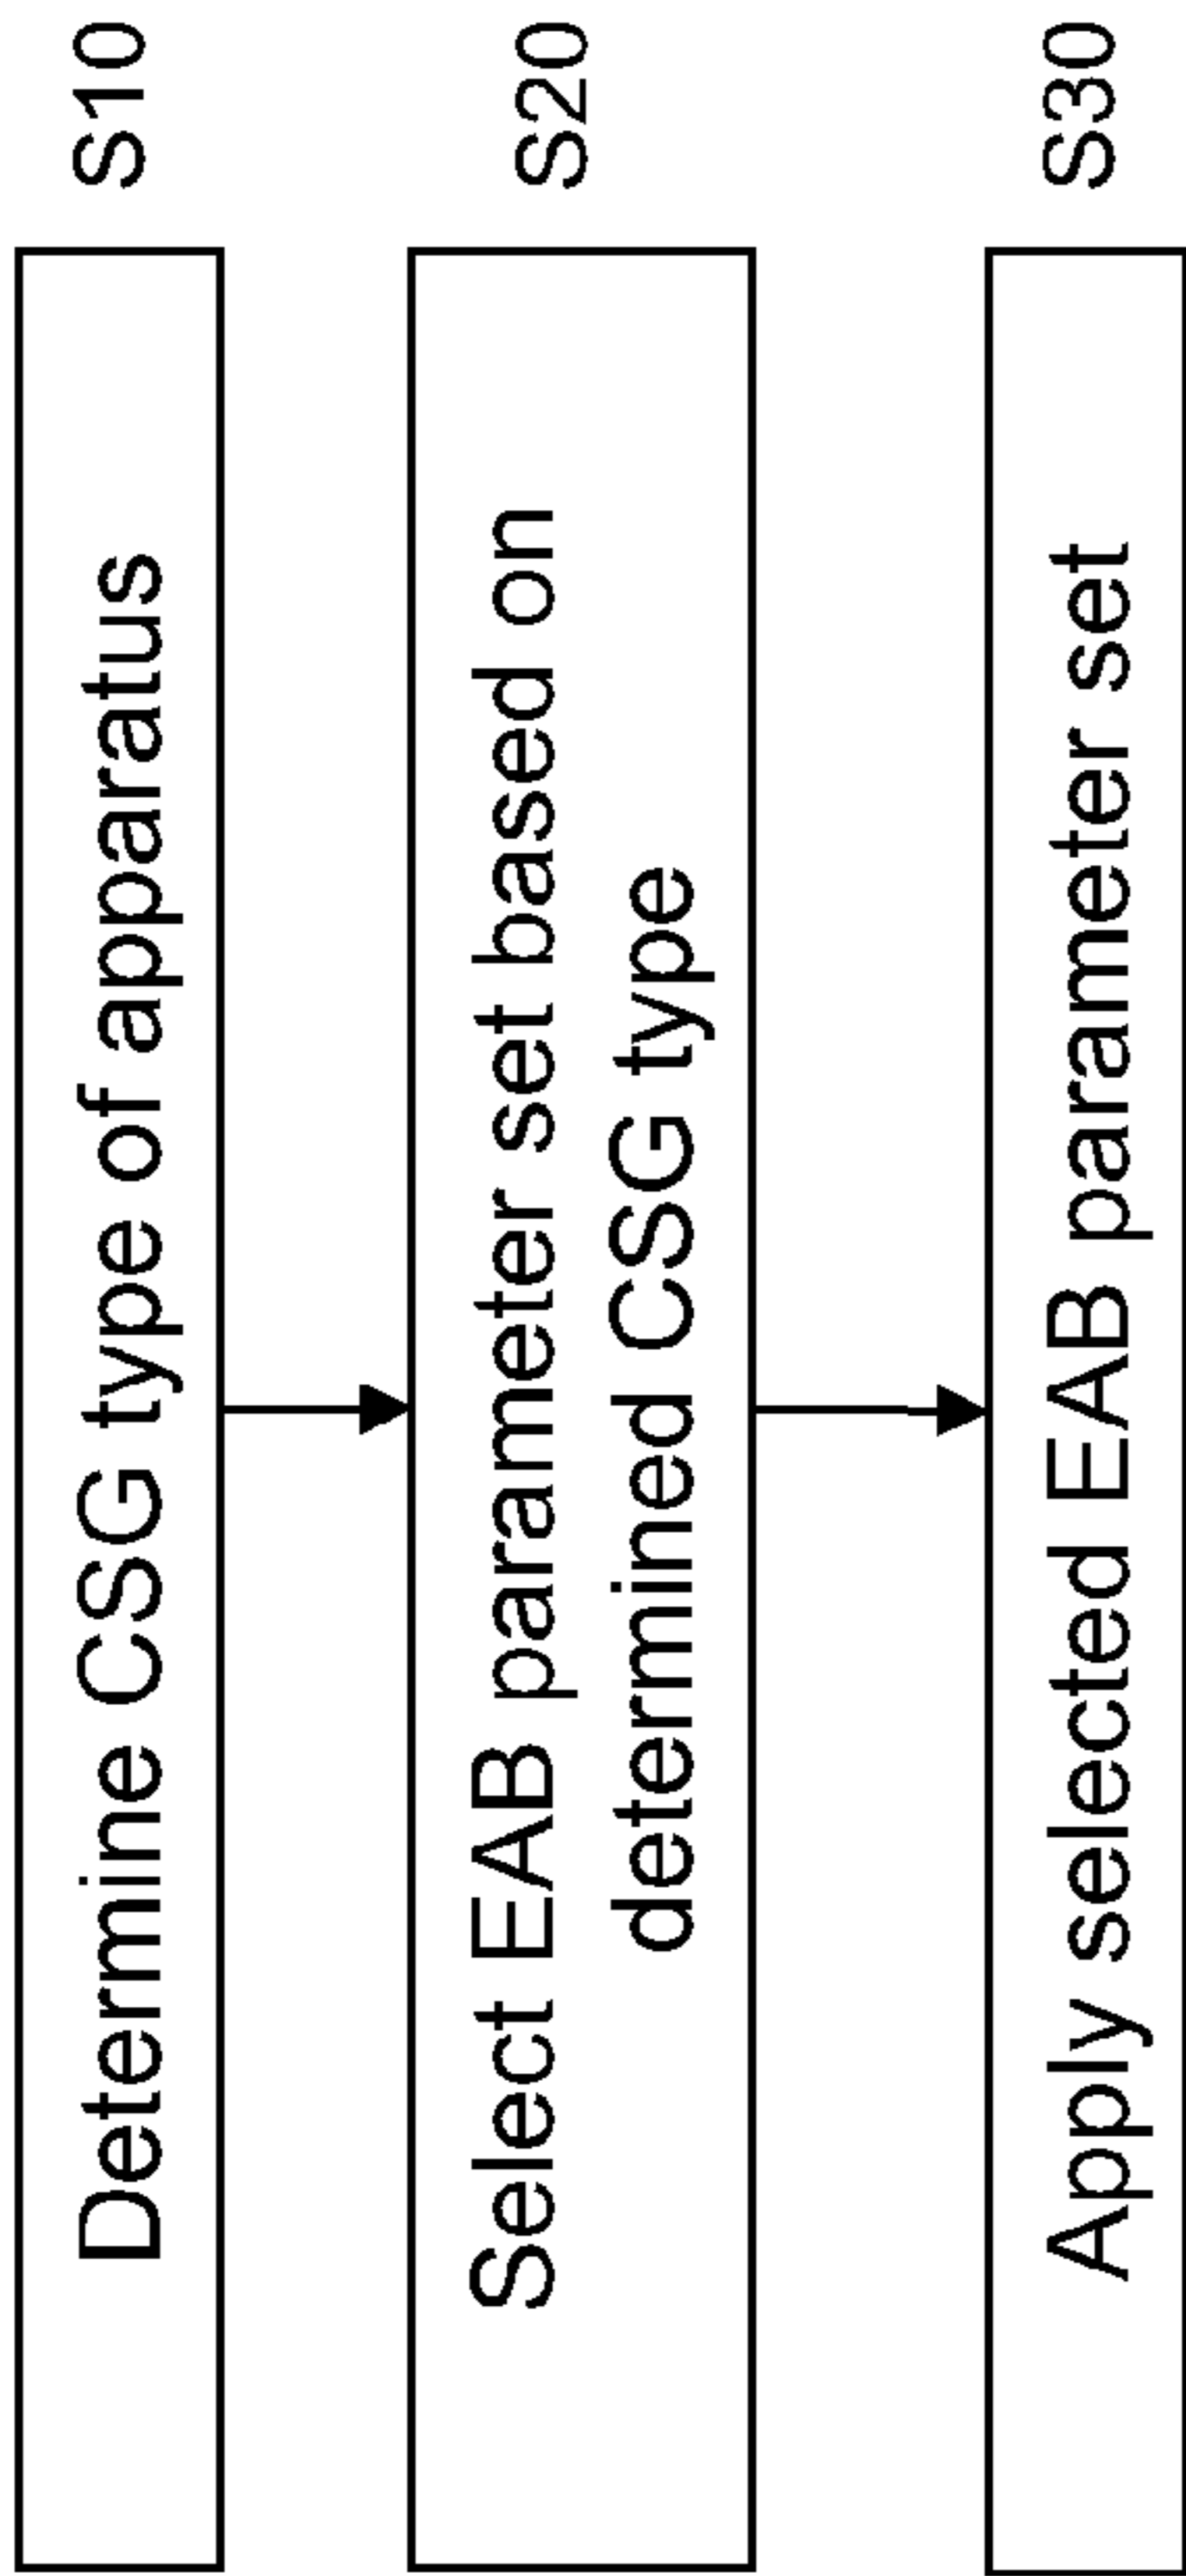 Determine CSG type of apparatus
S10
Select EAB parameter set based on
determined CSG type
S20
Apply selected EAB parameter set
S30